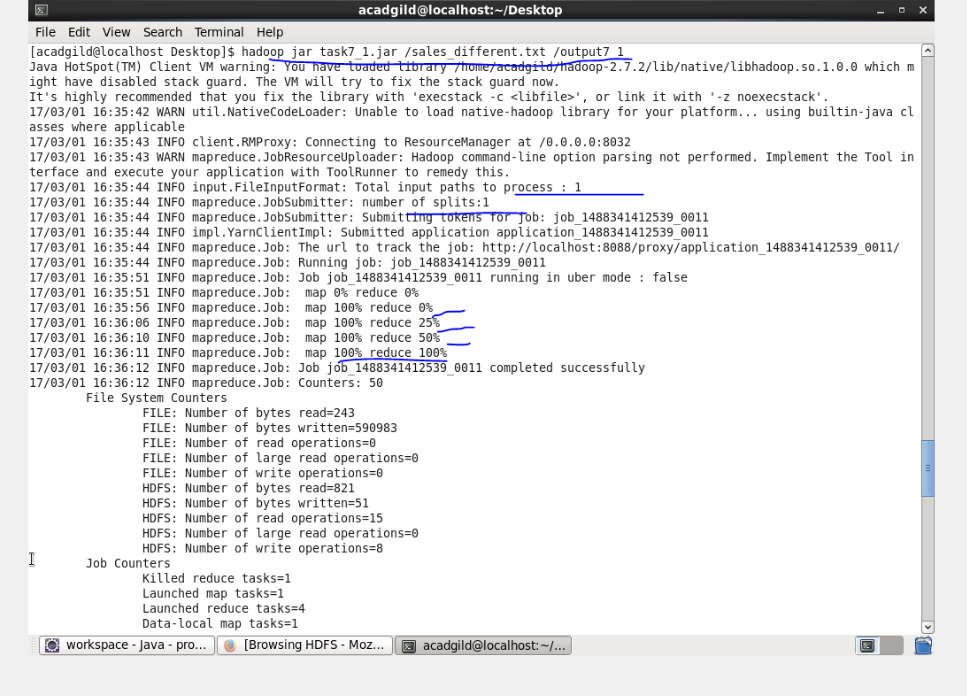 acadgild@localhost:~/Desktop
File Edit View Search Terminal Help
[acadgild@localhost Desktop]$ hadoop jar task7_1.jar /sales_different.txt /output7_1
Java HotSpot(TM) Client VM warning: You have loaded library /home/acadgild/hadoop-2.7.2/lib/native/libhadoop.so.1.0.0 which m
ight have disabled stack guard. The VM will try to fix the stack guard now.
It's highly recommended that you fix the library with 'execstack -c <libfile>', or link it with '-z noexecstack'.
17/03/01 16:35:42 WARN util.NativeCodeLoader: Unable to load native-hadoop library for your platform... using builtin-java cl
asses where applicable
17/03/01 16:35:43 INFO client.RMProxy: Connecting to ResourceManager at /0.0.0.0:8032
17/03/01 16:35:43 WARN mapreduce.JobResourceUploader: Hadoop command-line option parsing not performed. Implement the Tool in
terface and execute your application with ToolRunner to remedy this.
17/03/01 16:35:44 INFO input.FileInputFormat: Total input paths to process : 1
17/03/01 16:35:44 INFO mapreduce.JobSubmitter: number of splits:1
17/03/01 16:35:44 INFO mapreduce.JobSubmitter: Submitting tokens for job: job_1488341412539_0011
17/03/01 16:35:44 INFO impl.YarnClientImpl: Submitted application application_1488341412539_0011
17/03/01 16:35:44 INFO mapreduce.Job: The url to track the job: http://localhost:8088/proxy/application_1488341412539_0011/
17/03/01 16:35:44 INFO mapreduce.Job: Running job: job_1488341412539_0011
17/03/01 16:35:51 INFO mapreduce.Job: Job job_1488341412539_0011 running in uber mode : false
17/03/01 16:35:51 INFO mapreduce.Job:  map 0% reduce 0%
17/03/01 16:35:56 INFO mapreduce.Job:  map 100% reduce 0%
17/03/01 16:36:06 INFO mapreduce.Job:  map 100% reduce 25%
17/03/01 16:36:10 INFO mapreduce.Job:  map 100% reduce 50%
17/03/01 16:36:11 INFO mapreduce.Job:  map 100% reduce 100%
17/03/01 16:36:12 INFO mapreduce.Job: Job job_1488341412539_0011 completed successfully
17/03/01 16:36:12 INFO mapreduce.Job: Counters: 50
File System Counters
FILE: Number of bytes read=243
FILE: Number of bytes written=590983
FILE: Number of read operations=0
FILE: Number of large read operations=0
FILE: Number of write operations=0
HDFS: Number of bytes read=821
HDFS: Number of bytes written=51
HDFS: Number of read operations=15
HDFS: Number of large read operations=0
HDFS: Number of write operations=8
Job Counters
Killed reduce tasks=1
Launched map tasks=1
Launched reduce tasks=4
Data-local map tasks=1
workspace - Java - pro... [Browsing HDFS - Moz... acadgild@localhost:~/...